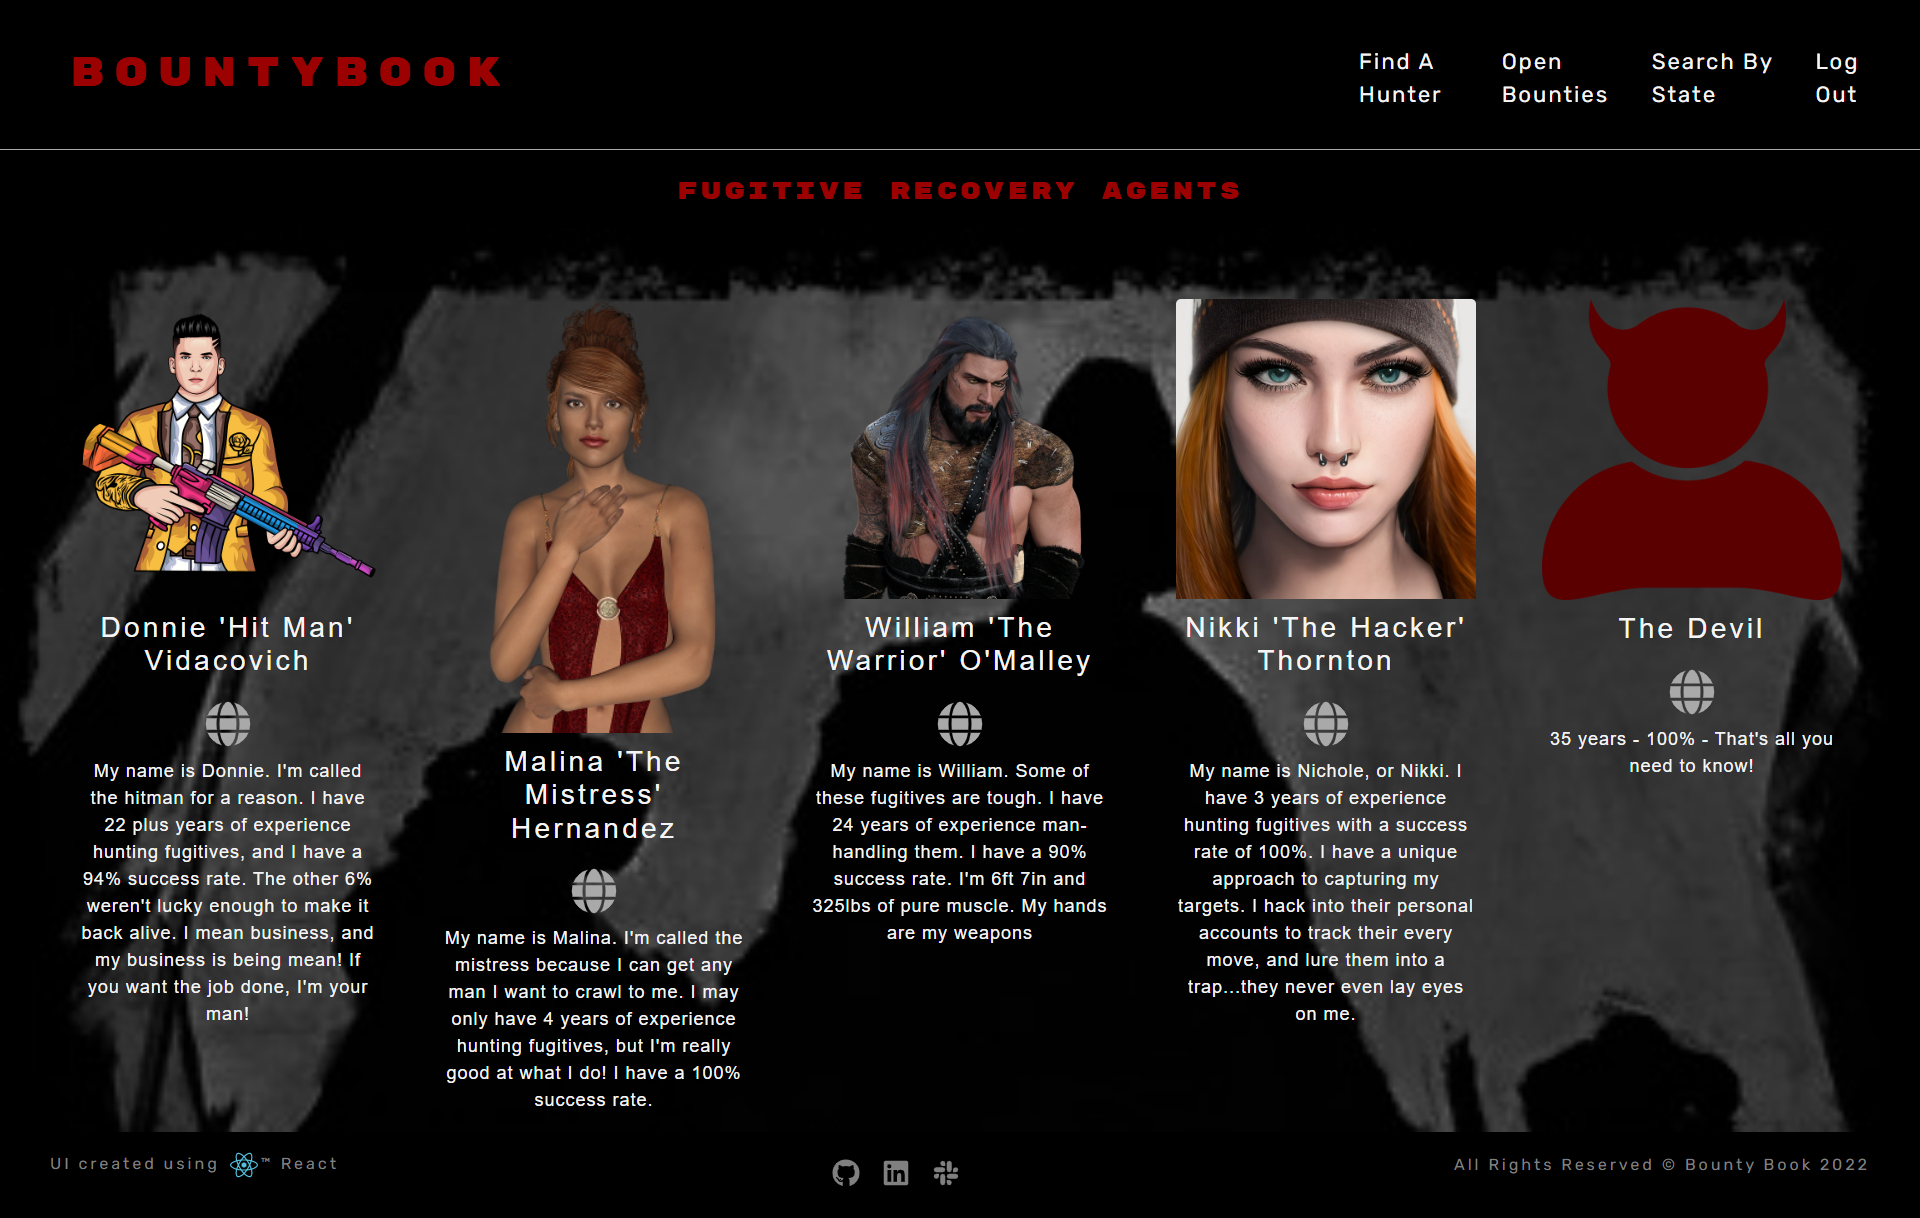 BOUNTYBOOK
Find A
Hunter
Open
Bounties
Search By
State
Log
Out
FUGITIVE RECOVERY AGENTS
Donnie 'Hit Man'
Vidacovich
My name is Donnie. I'm called
the hitman for a reason. I have
22 plus years of experience
hunting fugitives, and I have a
94% success rate. The other 6%
weren't lucky enough to make it
back alive. I mean business, and
my business is being mean! If
you want the job done, I'm your
man!
Malina 'The
Mistress'
Hernandez
My name is Malina. I'm called the
mistress because I can get any
man I want to crawl to me. I may
only have 4 years of experience
hunting fugitives, but I'm really
good at what I do! I have a 100%
success rate.
William 'The
Warrior' O'Malley
My name is William. Some of
these fugitives are tough. I have
24 years of experience man-
handling them. I have a 90%
success rate. I'm 6ft 7in and
325lbs of pure muscle. My hands
are my weapons
Nikki 'The Hacker'
Thornton
My name is Nichole, or Nikki. I
have 3 years of experience
hunting fugitives with a success
rate of 100%. I have a unique
approach to capturing my
targets. I hack into their personal
accounts to track their every
move, and lure them into a
trap...they never even lay eyes
on me.
The Devil
35 years - 100% - That's all you
need to know!
UI created using ™ React
in
All Rights Reserved © Bounty Book 2022